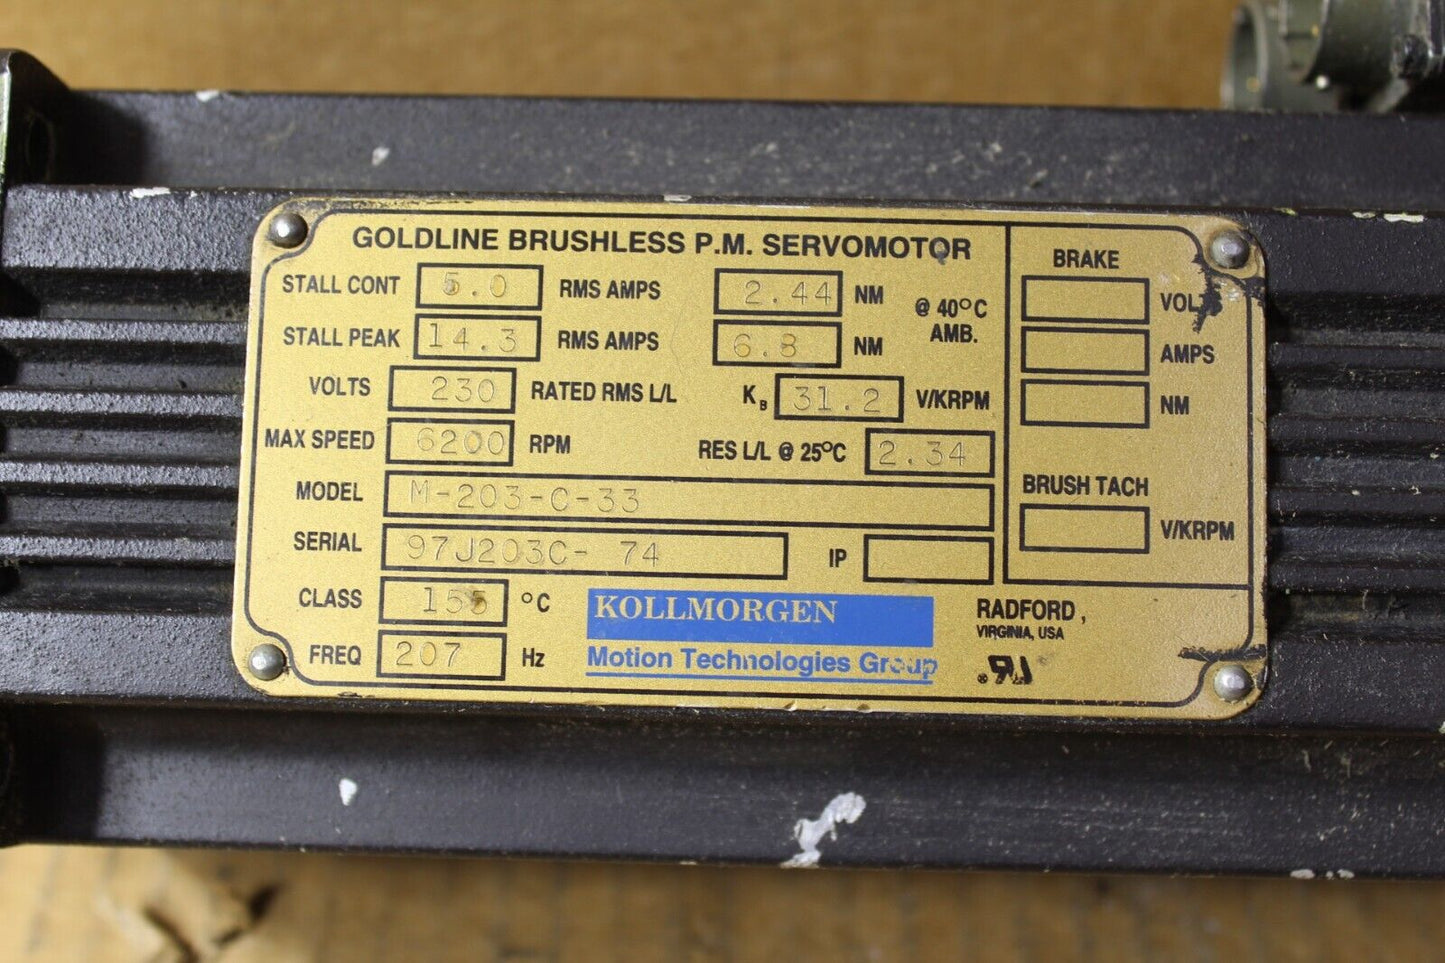 GOLDLINE BRUSHLESS P.M. SERVOMOTOR
STALL CONT 5.0 RMS AMPS 2.44 NM
@ 40°C
AMB.
STALL PEAK 14.3 RMS AMPS 6.8 NM
VOLTS 230 RATED RMS L/L KB 31.2 V/KRPM
MAX SPEED 6200 RPM RES L/L @ 25°C 2.34
MODEL M-203-C-33
SERIAL 97J203C- 74 IP
CLASS 155 °C
FREQ 207 Hz
KOLLMORGEN
Motion Technologies Group
RADFORD,
VIRGINIA, USA
BRAKE
VOLTS
AMPS
NM
BRUSH TACH
V/KRPM